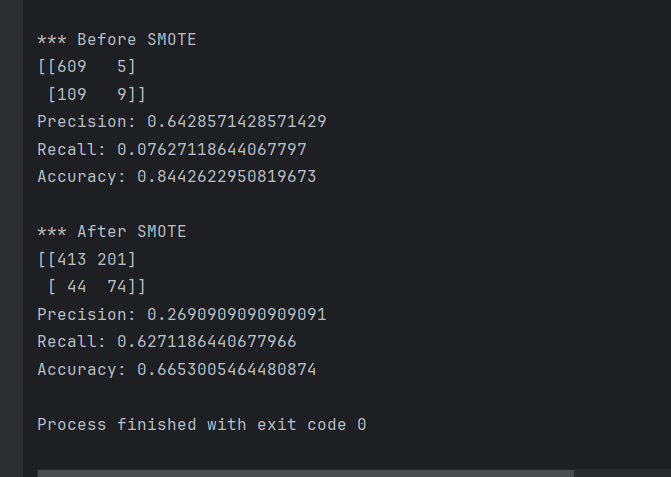 *** Before SMOTE
[[609   5]
 [109   9]]
Precision: 0.6428571428571429
Recall: 0.07627118644067797
Accuracy: 0.8442622950819673
*** After SMOTE
[[413 201]
 [ 44  74]]
Precision: 0.2690909090909091
Recall: 0.6271186440677966
Accuracy: 0.6653005464480874
Process finished with exit code 0